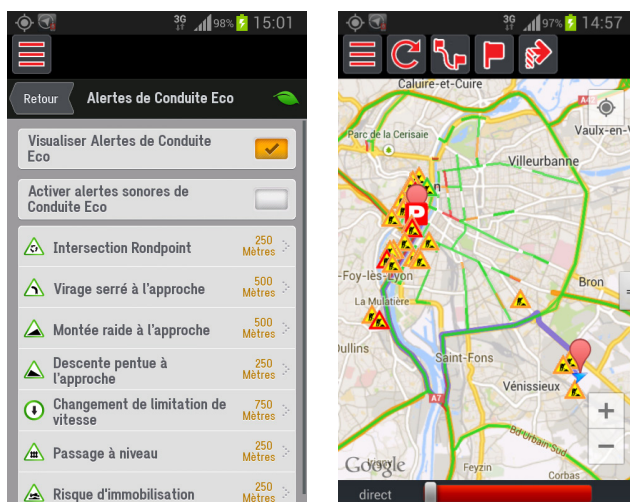 3G 98% 15:01
Retour Alertes de Conduite Eco
Visualiser Alertes de Conduite
Eco
Activer alertes sonores de
Conduite Eco
Intersection Rondpoint 250
Mètres
Virage serré à l'approche 500
Mètres
Montée raide à l'approche 500
Mètres
Descente pentue à
l'approche 250
Mètres
Changement de limitation de
vitesse 750
Mètres
Passage à niveau 250
Mètres
Risque d'immobilisation 250
Mètres
3G 97% 14:57
Caluire-et-Cuire
Parc de la Cerisaie
Vaulx-en-V
Villeurbanne
P
-Foy-lès-Lyon
Bron
La Mulatière
Oullins
Saint-Fons
Vénissieux
A7
Bd Urbain Sud
+
−
Google
Feyzin
Corbas
direct